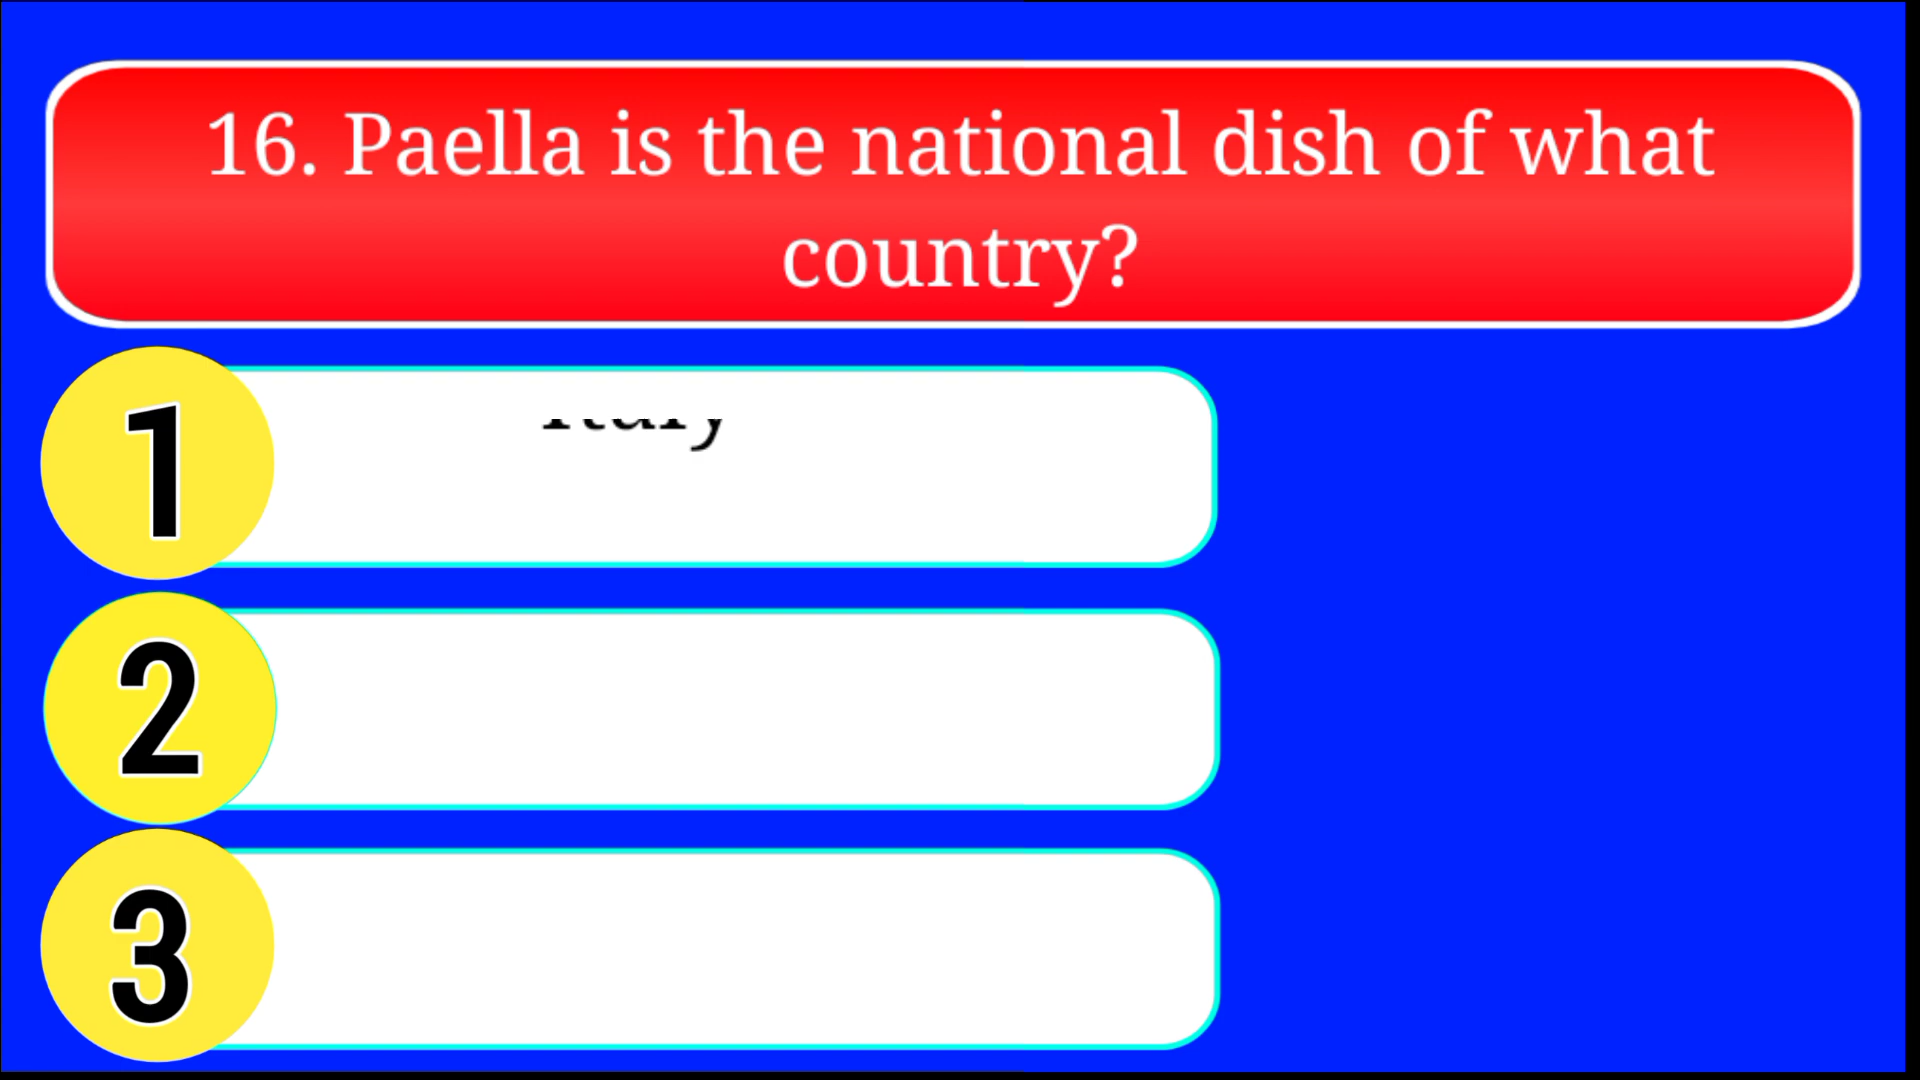 16. Paella is the national dish of what
country?
1
2
3